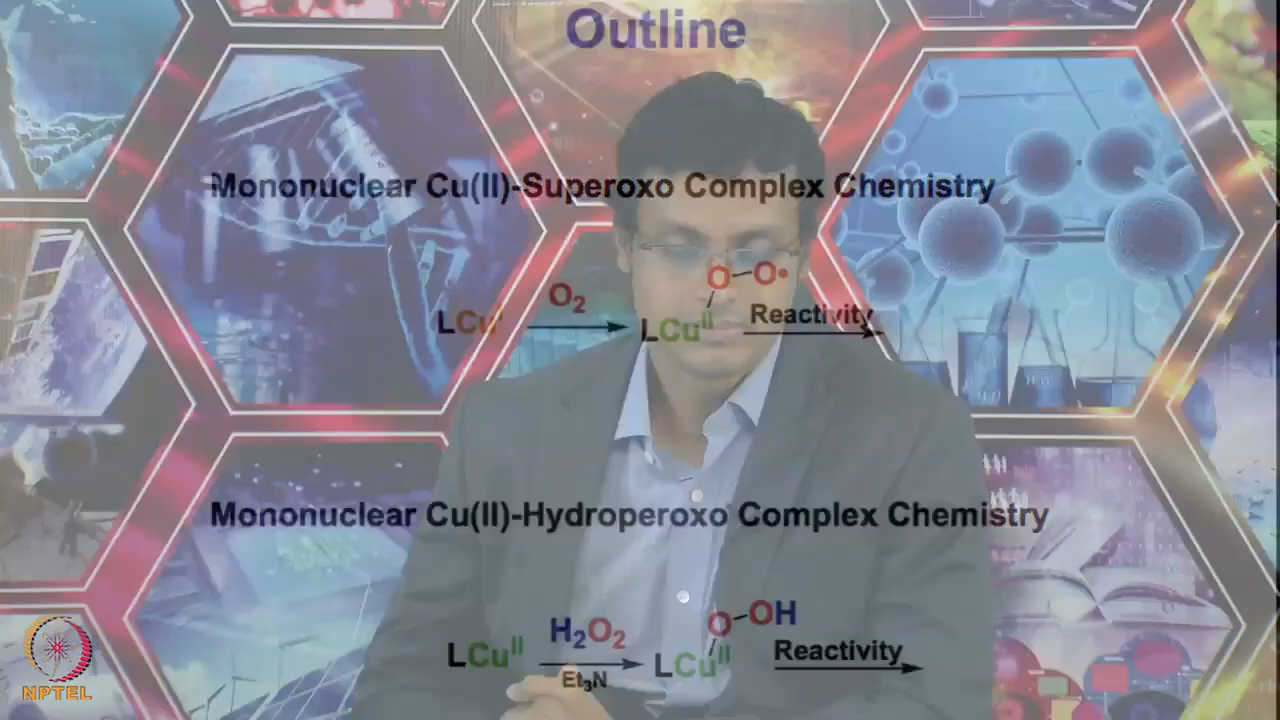 Outline
Mononuclear Cu(II)-Superoxo Complex Chemistry
O–O•
LCuᴵ O₂ LCuᴵᴵ Reactivity
Mononuclear Cu(II)-Hydroperoxo Complex Chemistry
O–OH
LCuᴵᴵ H₂O₂ LCuᴵᴵ Reactivity
Et₃N
NPTEL